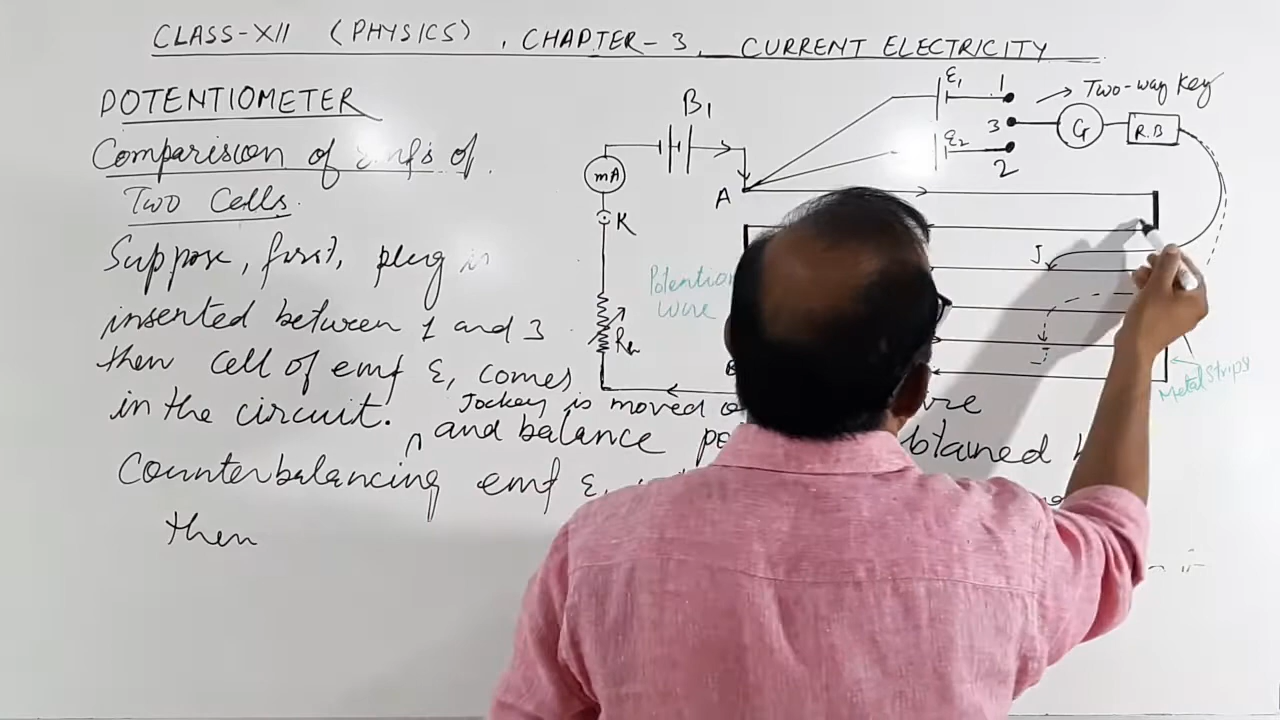 CLASS-XII (PHYSICS), CHAPTER-3, CURRENT ELECTRICITY
POTENTIOMETER
Comparision of emfs of
Two Cells.
Suppose, first, plug is
inserted between 1 and 3
then cell of emf ε1 comes
in the circuit. Jockey is moved
and balance obtained
Counterbalancing emf ε1
then
B1
mA
K
Rh
A
ε1
1
3
ε2
2
Two-way key
G
R.B
J
J
Potentio
wire
Metal Strips